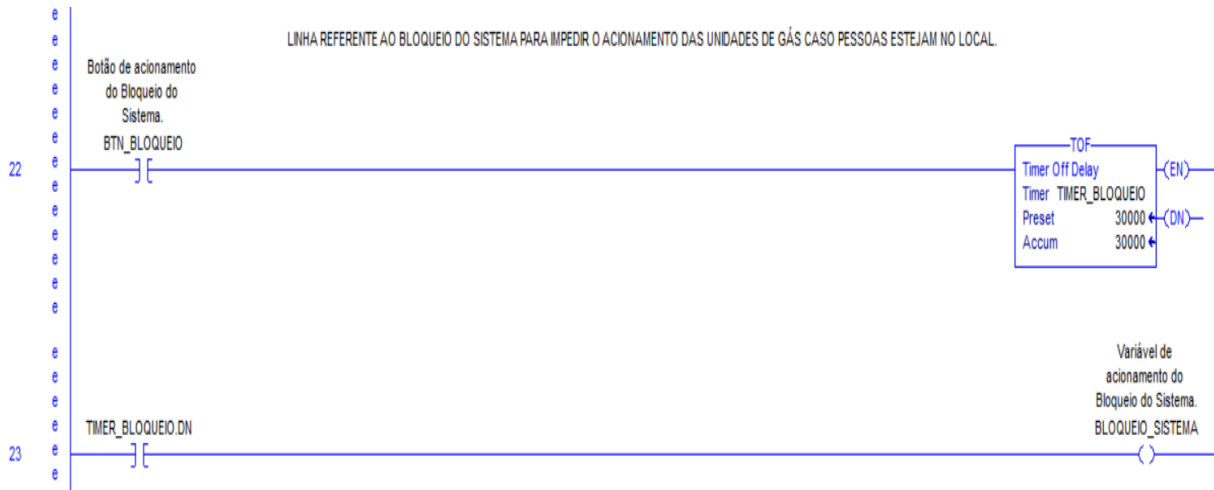 LINHA REFERENTE AO BLOQUEIO DO SISTEMA PARA IMPEDIR O ACIONAMENTO DAS UNIDADES DE GÁS CASO PESSOAS ESTEJAM NO LOCAL.
e
e
e
e
e
e
e
e
e
e
e
e
e
Botão de acionamento
do Bloqueio do
Sistema.
BTN_BLOQUEIO
22
TOF
Timer Off Delay
Timer TIMER_BLOQUEIO
Preset 30000
Accum 30000
(EN)
(DN)
e
e
e
e
e
e
TIMER_BLOQUEIO.DN
23
Variável de
acionamento do
Bloqueio do Sistema.
BLOQUEIO_SISTEMA